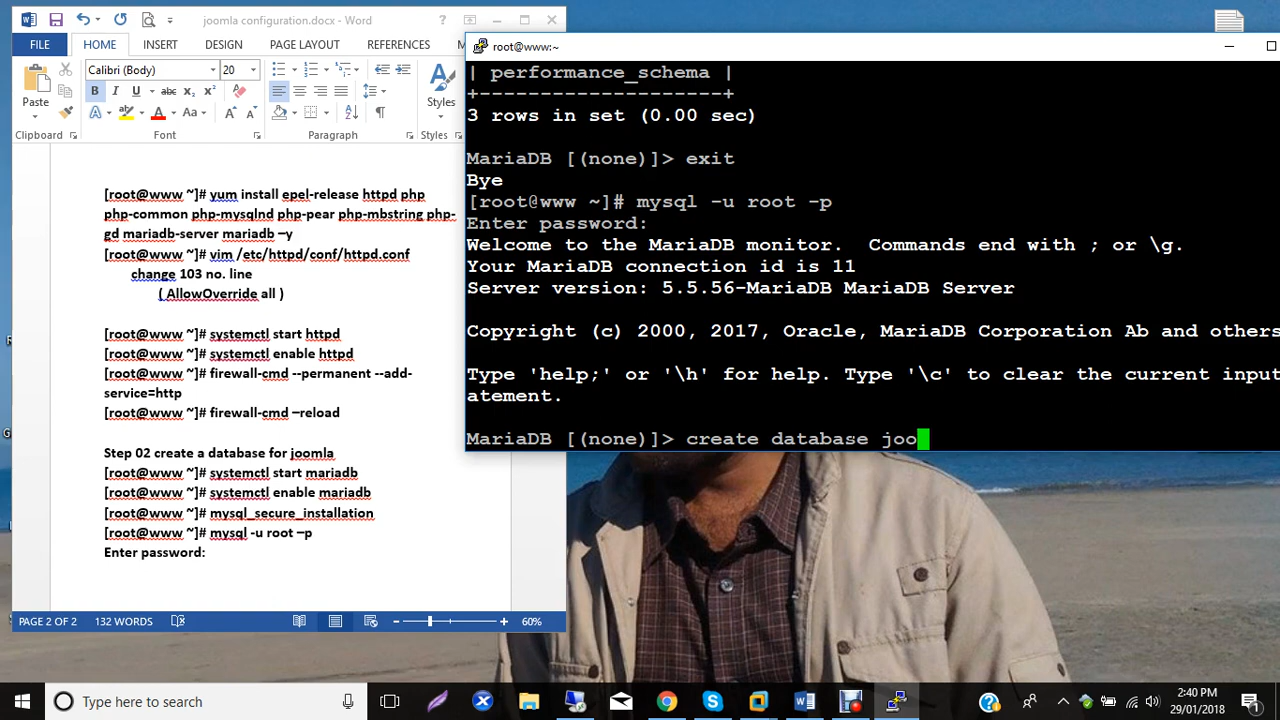 joomla configuration.docx - Word
FILE
HOME
INSERT
DESIGN
PAGE LAYOUT
REFERENCES
M
Paste
Calibri (Body)
20
B I U abc x₂ x²
Styles
Clipboard
Font
Paragraph
Styles
[root@www ~]# yum install epel-release httpd php
php-common php-mysqlnd php-pear php-mbstring php-
gd mariadb-server mariadb –y
[root@www ~]# vim /etc/httpd/conf/httpd.conf
change 103 no. line
( AllowOverride all )
[root@www ~]# systemctl start httpd
[root@www ~]# systemctl enable httpd
[root@www ~]# firewall-cmd --permanent --add-
service=http
[root@www ~]# firewall-cmd –reload
Step 02 create a database for joomla
[root@www ~]# systemctl start mariadb
[root@www ~]# systemctl enable mariadb
[root@www ~]# mysql_secure_installation
[root@www ~]# mysql -u root –p
Enter password:
PAGE 2 OF 2
132 WORDS
60%
root@www:~
| performance_schema |
+--------------------+
3 rows in set (0.00 sec)
MariaDB [(none)]> exit
Bye
[root@www ~]# mysql -u root -p
Enter password:
Welcome to the MariaDB monitor.  Commands end with ; or \g.
Your MariaDB connection id is 11
Server version: 5.5.56-MariaDB MariaDB Server
Copyright (c) 2000, 2017, Oracle, MariaDB Corporation Ab and others
Type 'help;' or '\h' for help. Type '\c' to clear the current input
atement.
MariaDB [(none)]> create database joo
Type here to search
2:40 PM
29/01/2018